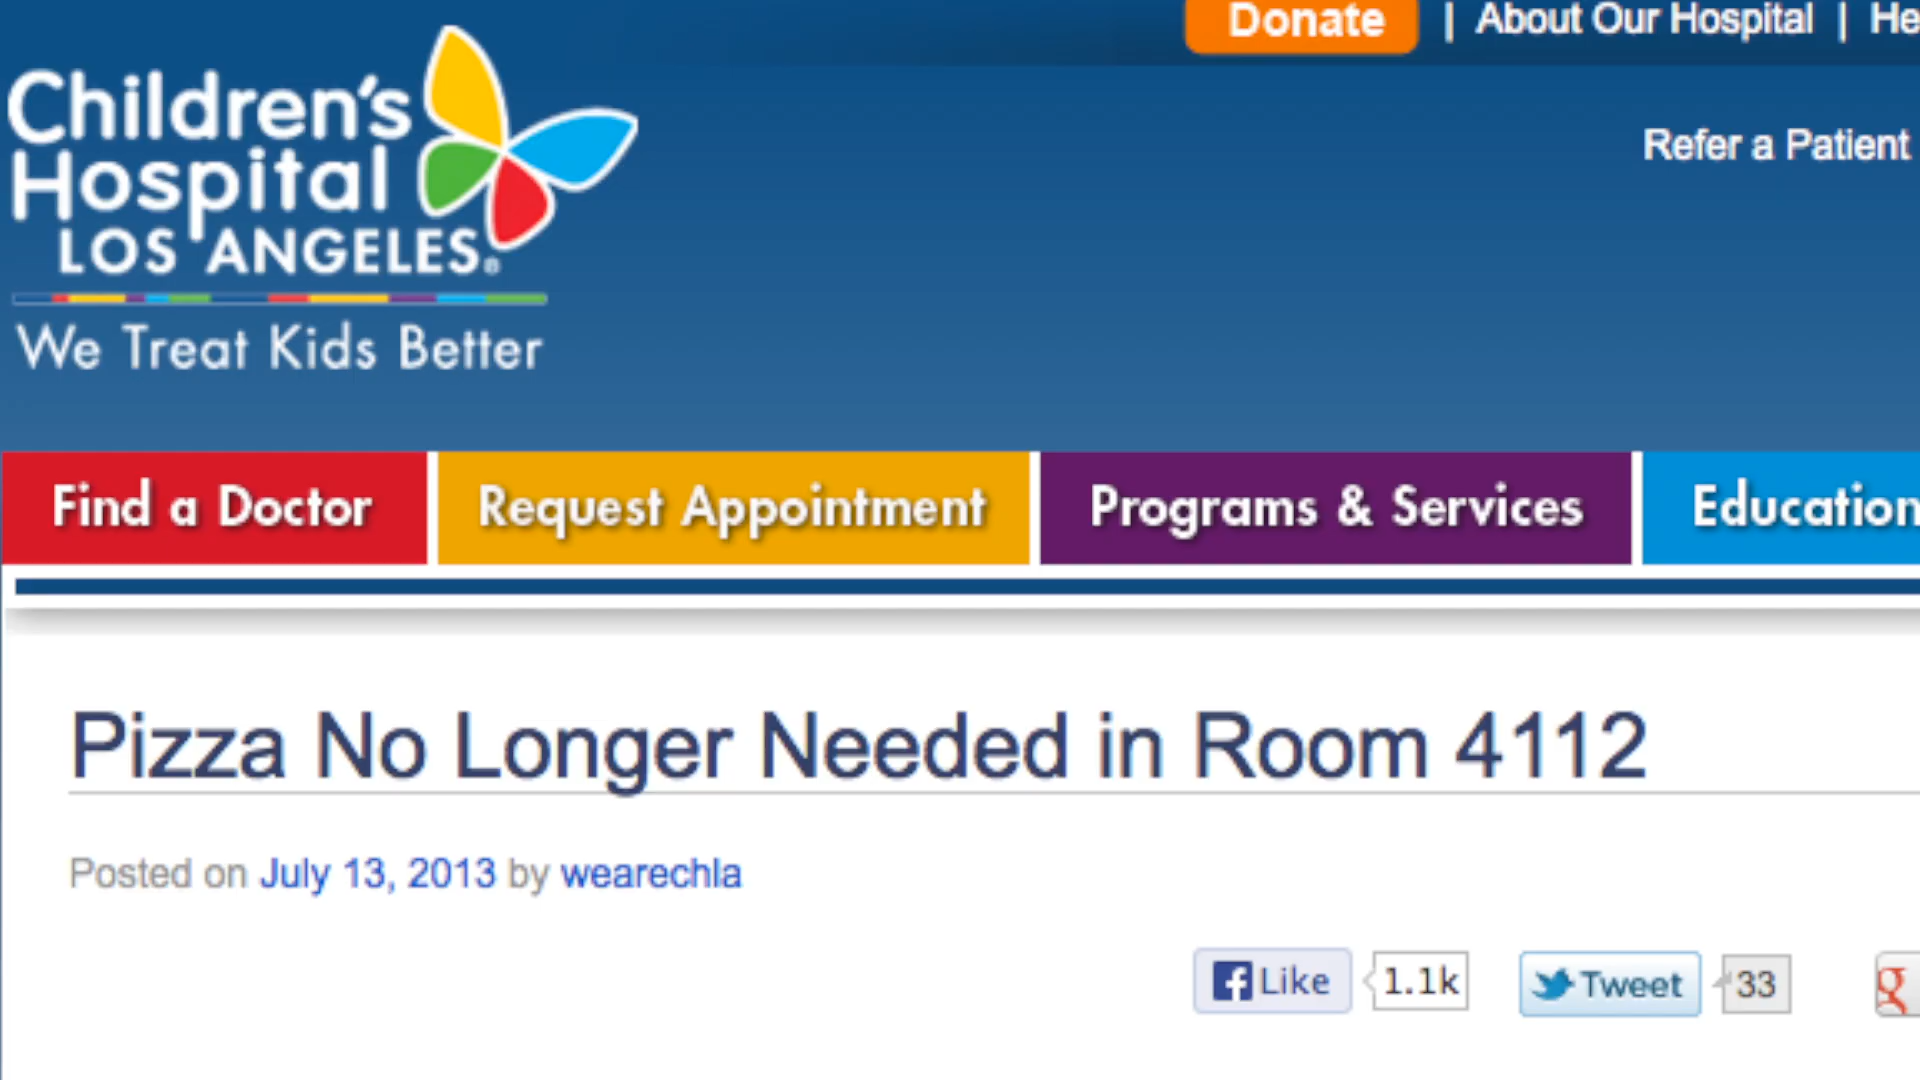 Donate | About Our Hospital | He
Children's
Hospital
LOS ANGELES®
We Treat Kids Better
Refer a Patient
Find a Doctor
Request Appointment
Programs & Services
Education
Pizza No Longer Needed in Room 4112
Posted on July 13, 2013 by wearechla
Like 1.1k Tweet 33 g